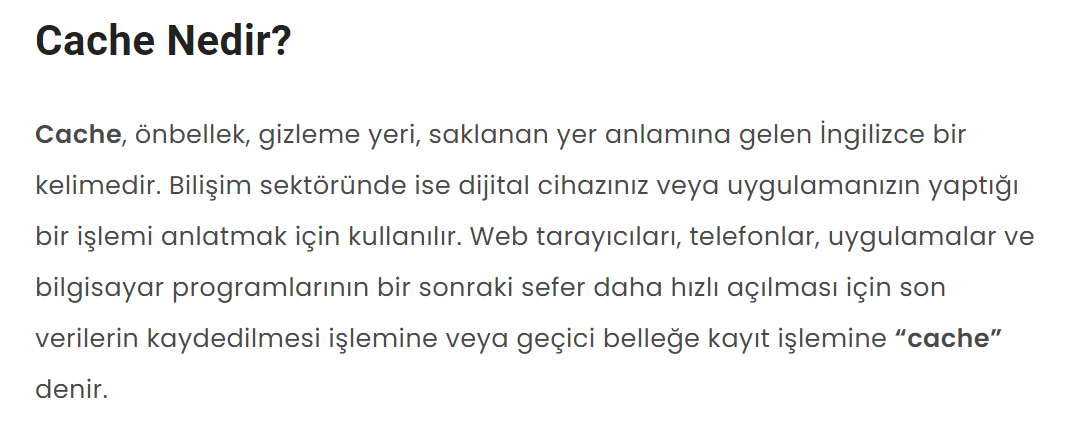 Cache Nedir?
Cache, önbellek, gizleme yeri, saklanan yer anlamına gelen İngilizce bir
kelimedir. Bilişim sektöründe ise dijital cihazınız veya uygulamanızın yaptığı
bir işlemi anlatmak için kullanılır. Web tarayıcıları, telefonlar, uygulamalar ve
bilgisayar programlarının bir sonraki sefer daha hızlı açılması için son
verilerin kaydedilmesi işlemine veya geçici belleğe kayıt işlemine “cache”
denir.